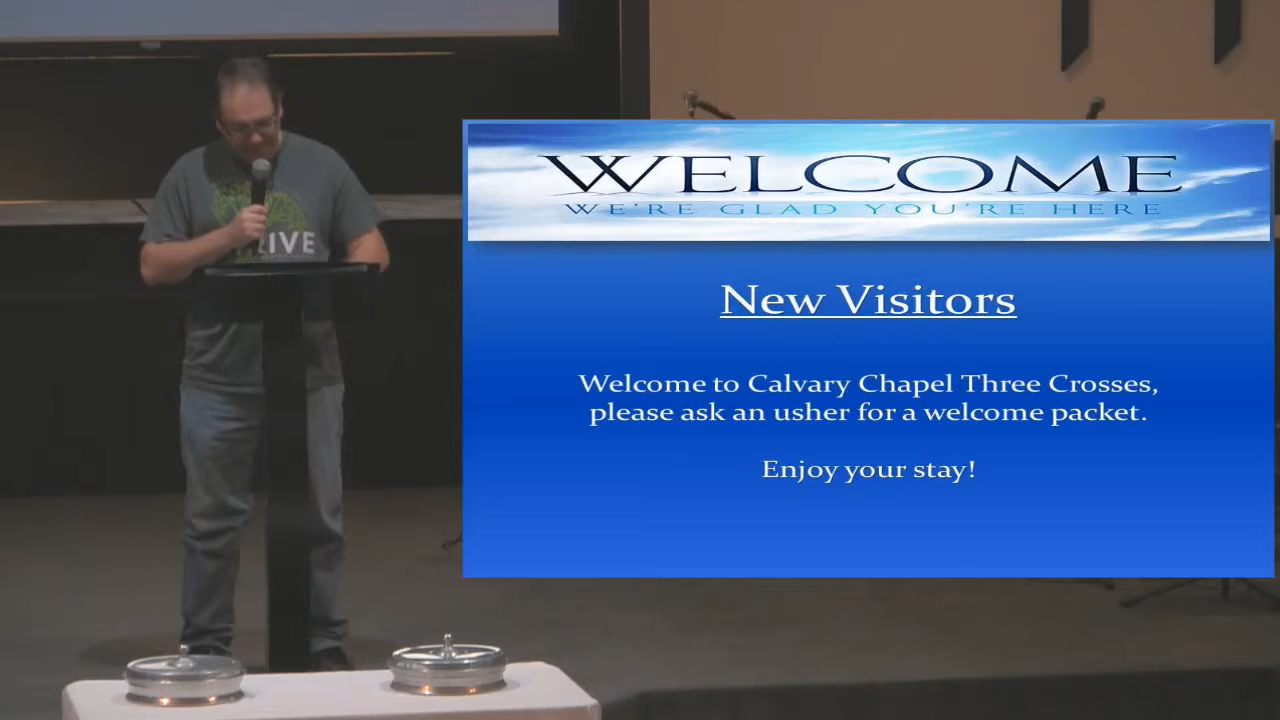 RIVE
WELCOME
WE'RE GLAD YOU'RE HERE
New Visitors
Welcome to Calvary Chapel Three Crosses,
please ask an usher for a welcome packet.
Enjoy your stay!